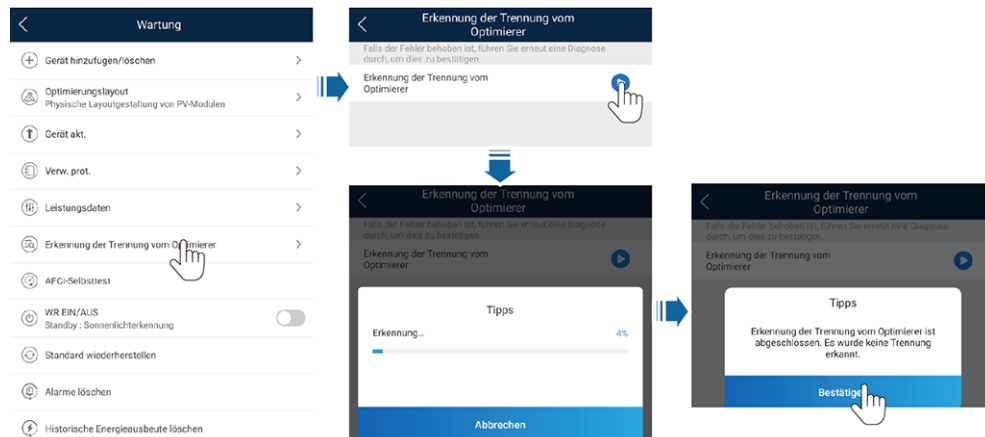 Wartung
Gerät hinzufügen/löschen
Optimierungslayout
Physische Layoutgestaltung von PV-Modulen
Gerät akt.
Verw. prot.
Leistungsdaten
Erkennung der Trennung vom Optimierer
AFCI-Selbsttest
WR EIN/AUS
Standby : Sonnenlichterkennung
Standard wiederherstellen
Alarme löschen
Historische Energieausbeute löschen
Erkennung der Trennung vom
Optimierer
Falls der Fehler behoben ist, führen Sie erneut eine Diagnose
durch, um dies zu bestätigen.
Erkennung der Trennung vom
Optimierer
Erkennung der Trennung vom
Optimierer
Falls der Fehler behoben ist, führen Sie erneut eine Diagnose
durch, um dies zu bestätigen.
Erkennung der Trennung vom
Optimierer
Tipps
Erkennung.. 4%
Abbrechen
Erkennung der Trennung vom
Optimierer
Falls der Fehler behoben ist, führen Sie erneut eine Diagnose
durch, um dies zu bestätigen.
Erkennung der Trennung vom
Optimierer
Tipps
Erkennung der Trennung vom Optimierer ist
abgeschlossen. Es wurde keine Trennung
erkannt.
Bestätige